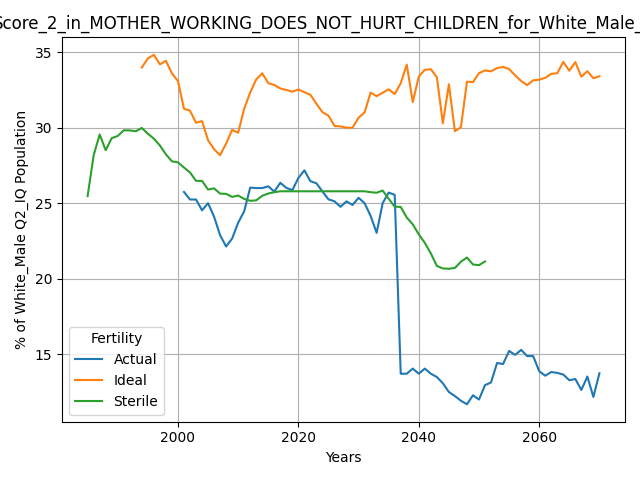 Score_2_in_MOTHER_WORKING_DOES_NOT_HURT_CHILDREN_for_White_Male_
35
30
25
20
15
% of White_Male Q2_IQ Population
Fertility
Actual
Ideal
Sterile
2000 2020 2040 2060
Years